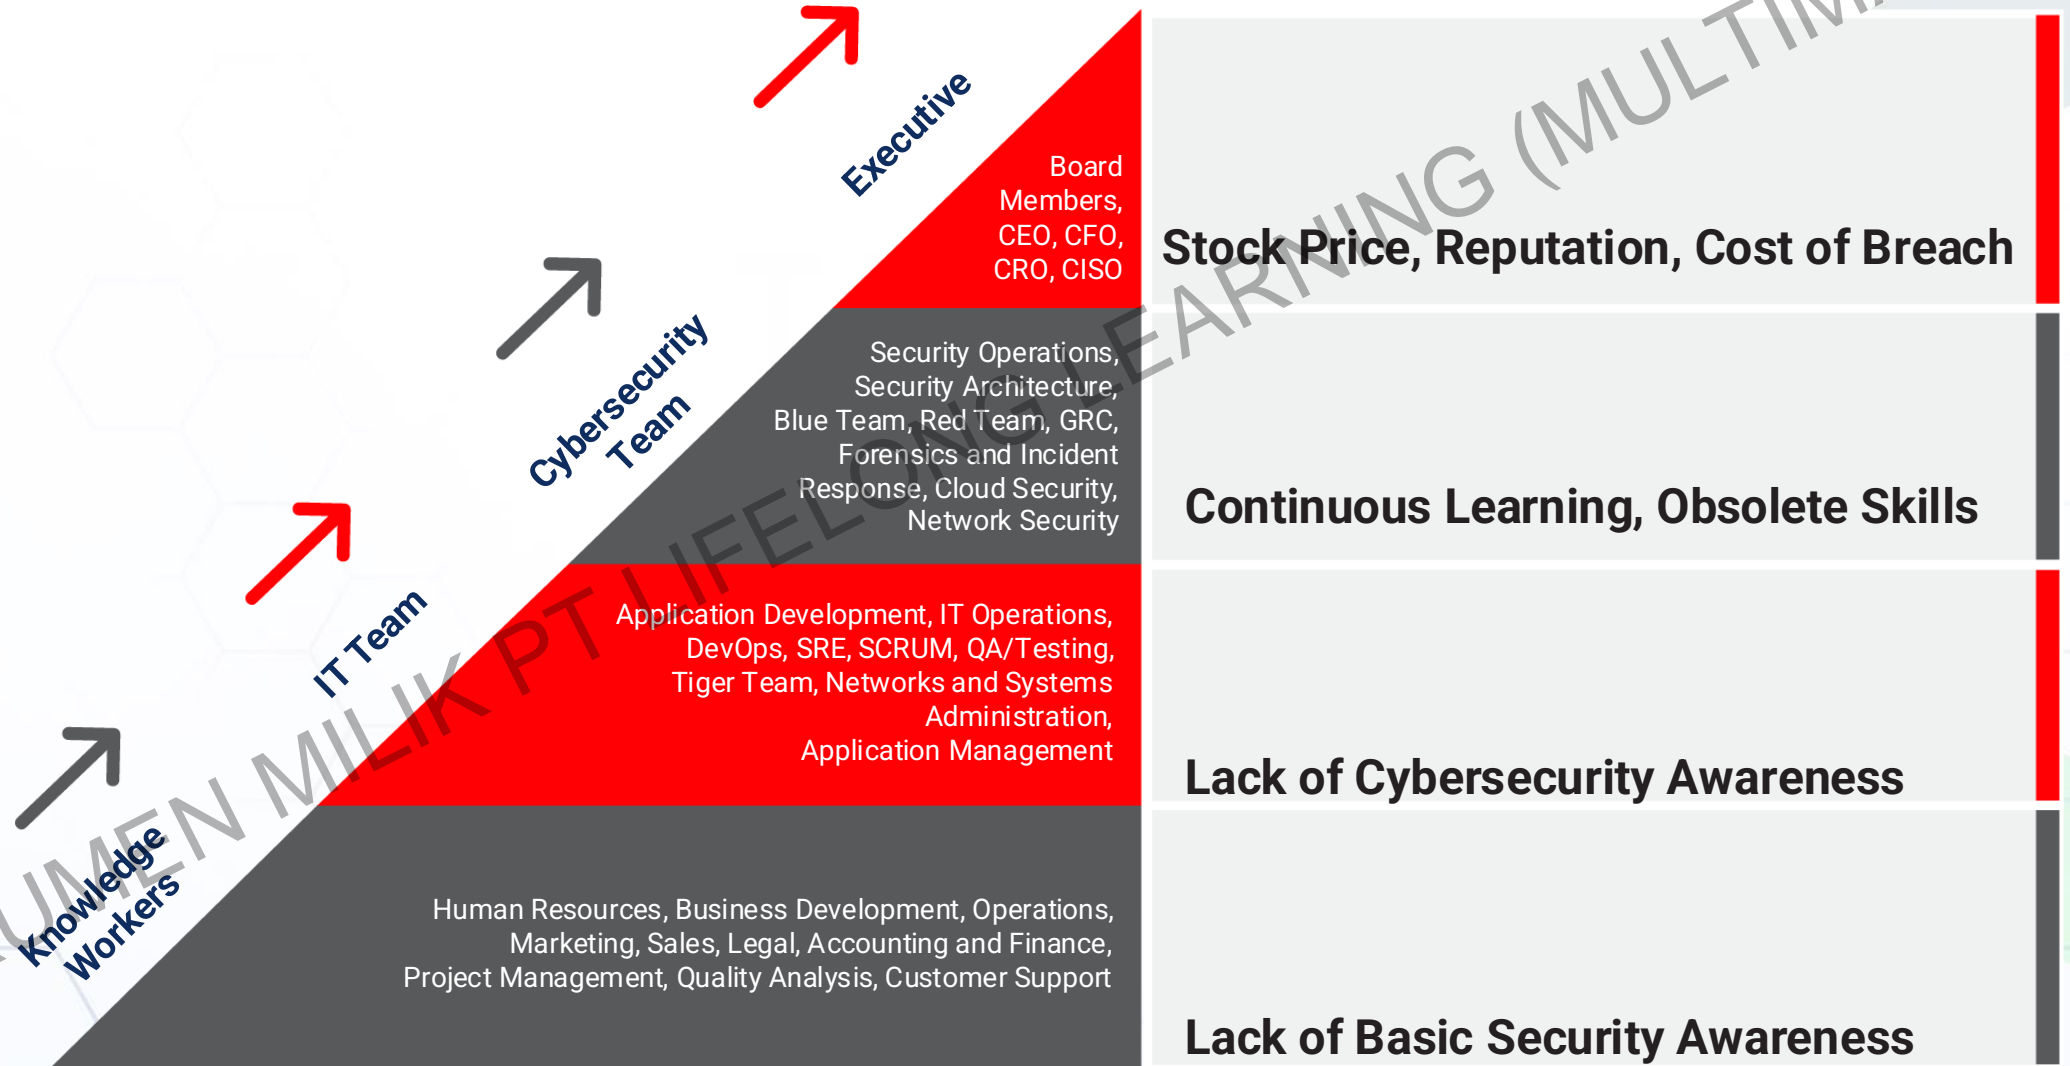 Executive
Board
Members,
CEO, CFO,
CRO, CISO
Stock Price, Reputation, Cost of Breach
Cybersecurity
Team
Security Operations,
Security Architecture,
Blue Team, Red Team, GRC,
Forensics and Incident
Response, Cloud Security,
Network Security
Continuous Learning, Obsolete Skills
IT Team
Application Development, IT Operations,
DevOps, SRE, SCRUM, QA/Testing,
Tiger Team, Networks and Systems
Administration,
Application Management
Lack of Cybersecurity Awareness
Knowledge
Workers
Human Resources, Business Development, Operations,
Marketing, Sales, Legal, Accounting and Finance,
Project Management, Quality Analysis, Customer Support
Lack of Basic Security Awareness
MILIK PT LIFELONG LEARNING